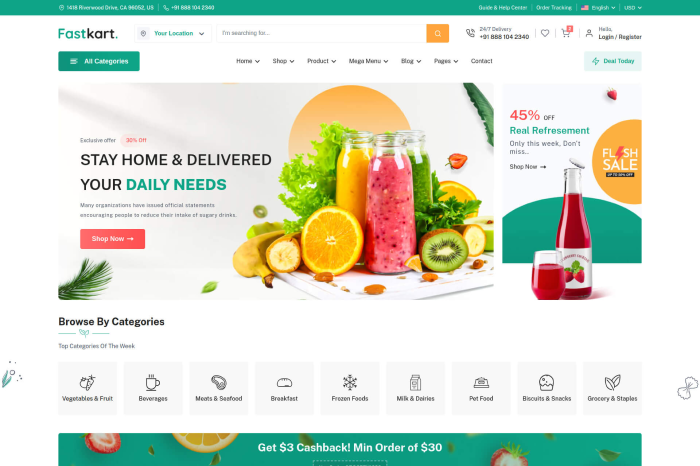 1418 Riverwood Drive, CA 96052, US
+91 888 104 2340
Guide & Help Center
Order Tracking
English
USD
Fastkart.
Your Location
I'm searching for...
24/7 Delivery
+91 888 104 2340
2
Hello,
Login / Register
All Categories
Home
Shop
Product
Mega Menu
Blog
Pages
Contact
Deal Today
Exclusive offer
30% Off
STAY HOME & DELIVERED
YOUR DAILY NEEDS
Many organizations have issued official statements
encouraging people to reduce their intake of sugary drinks.
Shop Now
45% OFF
Real Refresement
Only this week, Don't
miss...
Shop Now
FLASH
SALE
UP TO 50% OFF
Browse By Categories
Top Categories Of The Week
Vegetables & Fruit
Beverages
Meats & Seafood
Breakfast
Frozen Foods
Milk & Dairies
Pet Food
Biscuits & Snacks
Grocery & Staples
Get $3 Cashback! Min Order of $30